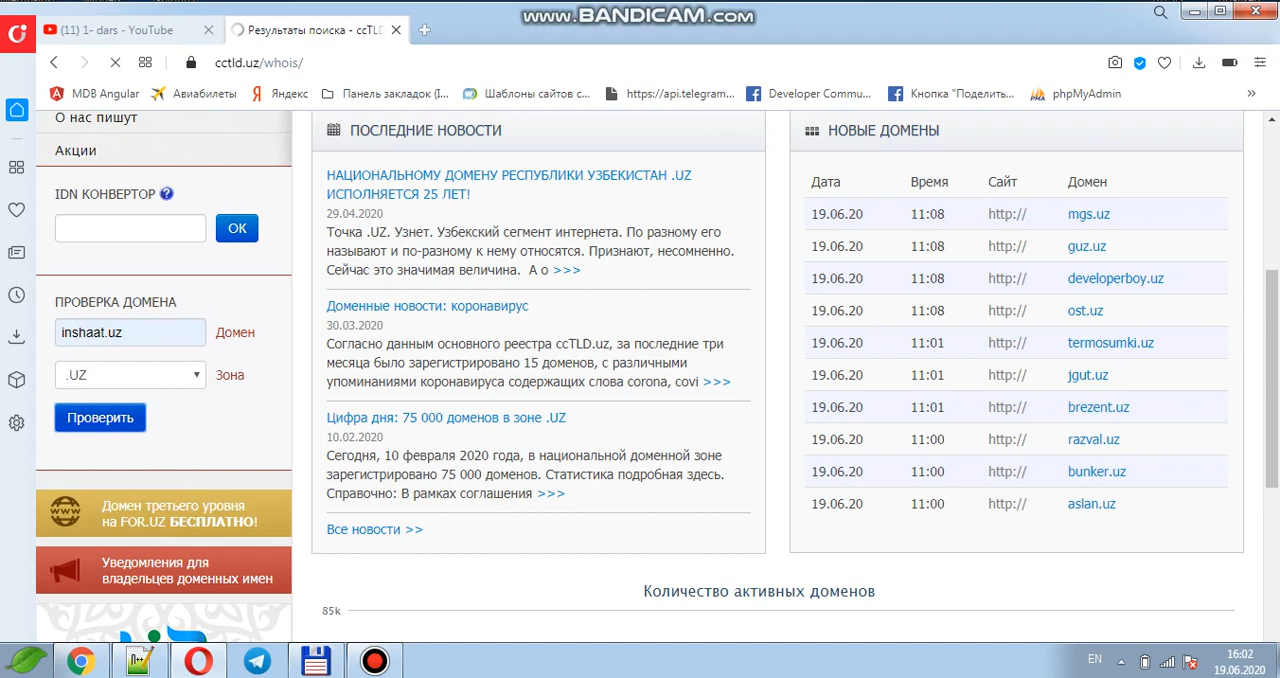 www.BANDICAM.com
(11) 1- dars - YouTube
Результаты поиска - ccTLD
cctld.uz/whois/
MDB Angular
Авиабилеты
Яндекс
Панель закладок (I...
Шаблоны сайтов с...
https://api.telegram...
Developer Commu...
Кнопка "Поделить...
phpMyAdmin
»
О нас пишут
Акции
IDN КОНВЕРТОР ?
OK
ПРОВЕРКА ДОМЕНА
inshaat.uz Домен
.UZ Зона
Проверить
www
Домен третьего уровня
на FOR.UZ БЕСПЛАТНО!
Уведомления для
владельцев доменных имен
ПОСЛЕДНИЕ НОВОСТИ
НАЦИОНАЛЬНОМУ ДОМЕНУ РЕСПУБЛИКИ УЗБЕКИСТАН .UZ
ИСПОЛНЯЕТСЯ 25 ЛЕТ!
29.04.2020
Точка .UZ. Узнет. Узбекский сегмент интернета. По разному его
называют и по-разному к нему относятся. Признают, несомненно.
Сейчас это значимая величина. А о >>>
Доменные новости: коронавирус
30.03.2020
Согласно данным основного реестра ccTLD.uz, за последние три
месяца было зарегистрировано 15 доменов, с различными
упоминаниями коронавируса содержащих слова corona, covi >>>
Цифра дня: 75 000 доменов в зоне .UZ
10.02.2020
Сегодня, 10 февраля 2020 года, в национальной доменной зоне
зарегистрировано 75 000 доменов. Статистика подробная здесь.
Справочно: В рамках соглашения >>>
Все новости >>
НОВЫЕ ДОМЕНЫ
Дата Время Сайт Домен
19.06.20 11:08 http:// mgs.uz
19.06.20 11:08 http:// guz.uz
19.06.20 11:08 http:// developerboy.uz
19.06.20 11:08 http:// ost.uz
19.06.20 11:01 http:// termosumki.uz
19.06.20 11:01 http:// jgut.uz
19.06.20 11:01 http:// brezent.uz
19.06.20 11:00 http:// razval.uz
19.06.20 11:00 http:// bunker.uz
19.06.20 11:00 http:// aslan.uz
Количество активных доменов
85k
EN
16:02
19.06.2020